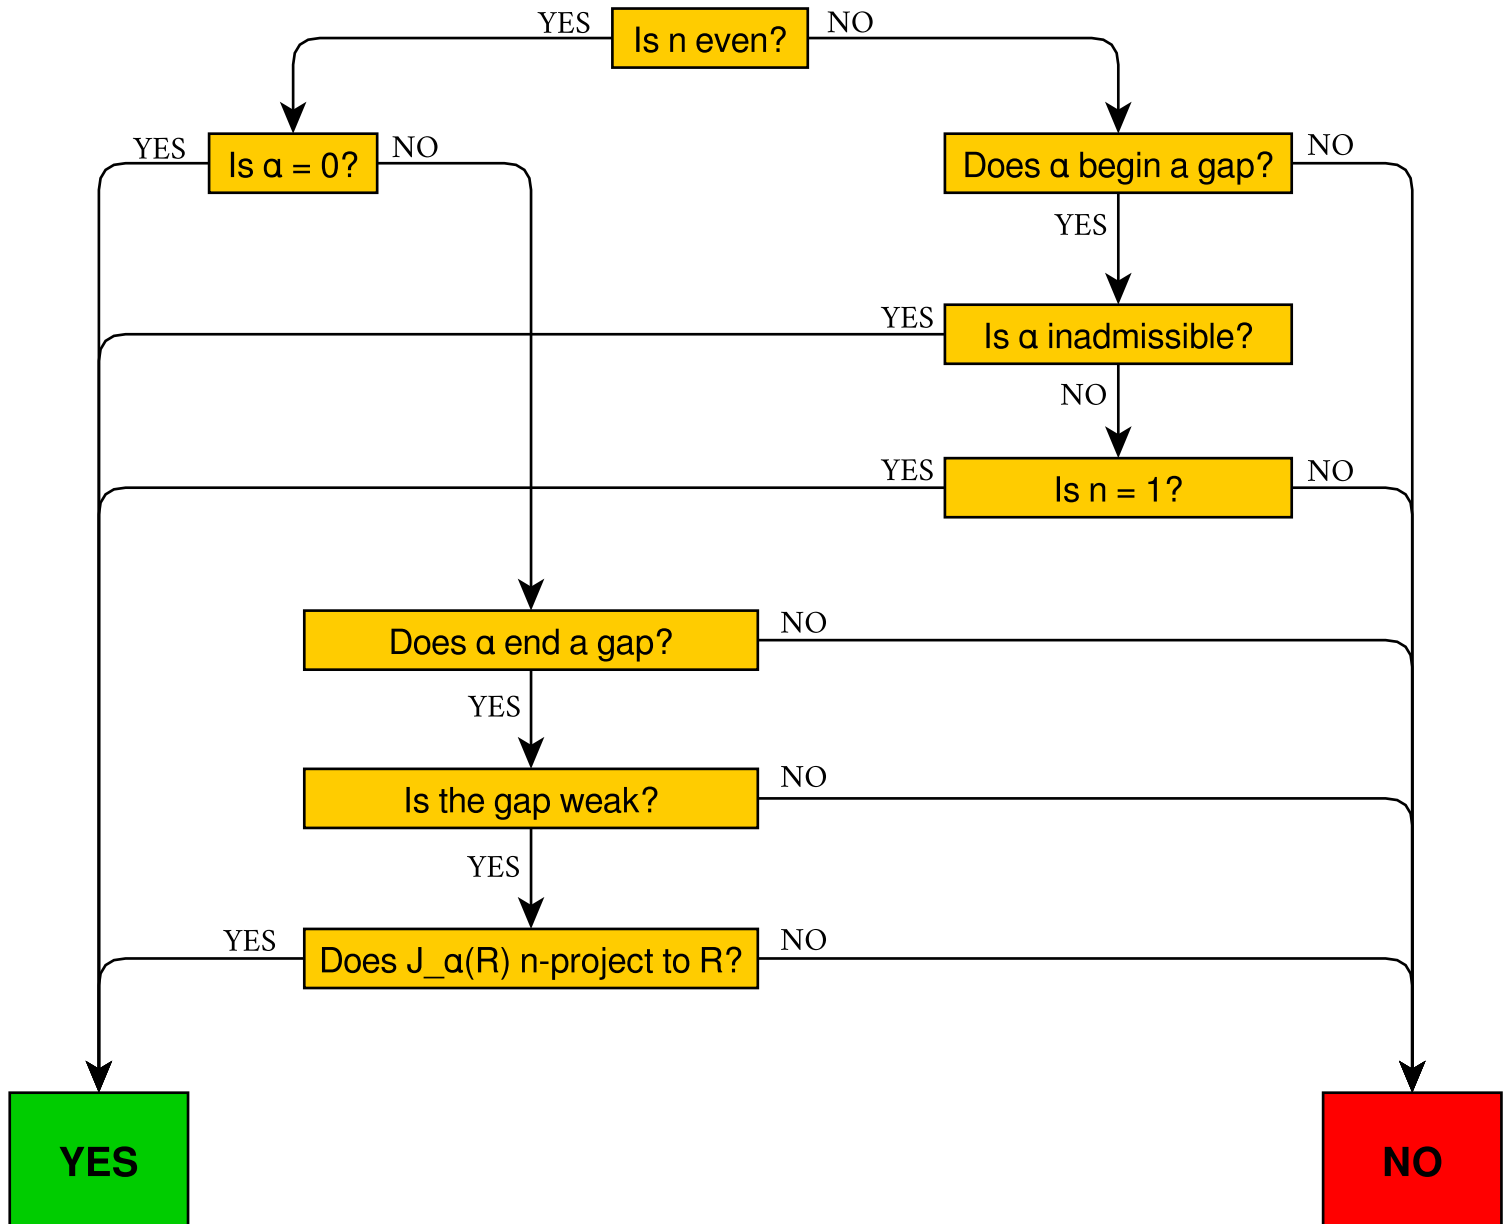 YES
Is n even?
NO
YES
Is α = 0?
NO
Does α begin a gap?
NO
YES
YES
Is α inadmissible?
NO
YES
Is n = 1?
NO
Does α end a gap?
NO
YES
Is the gap weak?
NO
YES
YES
Does J_α(R) n-project to R?
NO
YES
NO